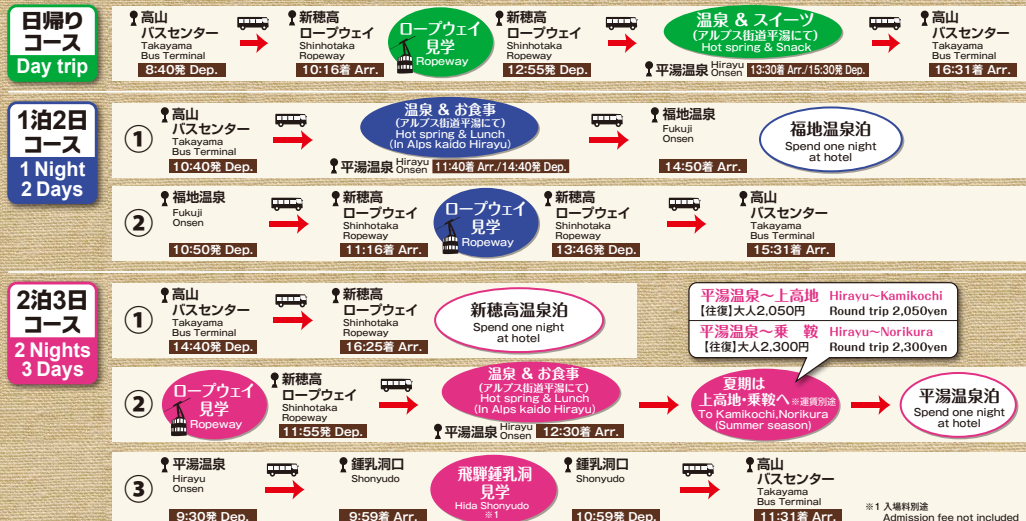 日帰り
コース
Day trip
高山
バスセンター
Takayama
Bus Terminal
8:40発 Dep.
新穂高
ロープウェイ
Shinhotaka
Ropeway
10:16着 Arr.
ロープウェイ
見学
Ropeway
新穂高
ロープウェイ
Shinhotaka
Ropeway
12:55発 Dep.
温泉 & スイーツ
(アルプス街道平湯にて)
Hot spring & Snack
平湯温泉 Hirayu Onsen 13:30着 Arr./15:30発 Dep.
高山
バスセンター
Takayama
Bus Terminal
16:31着 Arr.
1泊2日
コース
1 Night
2 Days
①
高山
バスセンター
Takayama
Bus Terminal
10:40発 Dep.
温泉 & お食事
(アルプス街道平湯にて)
Hot spring & Lunch
(In Alps kaido Hirayu)
平湯温泉 Hirayu Onsen 11:40着 Arr./14:40発 Dep.
福地温泉
Fukuji
Onsen
14:50着 Arr.
福地温泉泊
Spend one night
at hotel
②
福地温泉
Fukuji
Onsen
10:50発 Dep.
新穂高
ロープウェイ
Shinhotaka
Ropeway
11:16着 Arr.
ロープウェイ
見学
Ropeway
新穂高
ロープウェイ
Shinhotaka
Ropeway
13:46発 Dep.
高山
バスセンター
Takayama
Bus Terminal
15:31着 Arr.
2泊3日
コース
2 Nights
3 Days
①
高山
バスセンター
Takayama
Bus Terminal
14:40発 Dep.
新穂高
ロープウェイ
Shinhotaka
Ropeway
16:25着 Arr.
新穂高温泉泊
Spend one night
at hotel
平湯温泉〜上高地 Hirayu~Kamikochi
【往復】大人2,050円 Round trip 2,050yen
平湯温泉〜乗 鞍 Hirayu~Norikura
【往復】大人2,300円 Round trip 2,300yen
②
ロープウェイ
見学
Ropeway
新穂高
ロープウェイ
Shinhotaka
Ropeway
11:55発 Dep.
温泉 & お食事
(アルプス街道平湯にて)
Hot spring & Lunch
(In Alps kaido Hirayu)
平湯温泉 Hirayu Onsen 12:30着 Arr.
夏期は
上高地・乗鞍へ ※運賃別途
To Kamikochi,Norikura
(Summer season)
平湯温泉泊
Spend one night
at hotel
③
平湯温泉
Hirayu
Onsen
9:30発 Dep.
鍾乳洞口
Shonyudo
9:59着 Arr.
飛騨鍾乳洞
見学
Hida Shonyudo
※1
鍾乳洞口
Shonyudo
10:59発 Dep.
高山
バスセンター
Takayama
Bus Terminal
11:31着 Arr.
※1 入場料別途
Admission fee not included